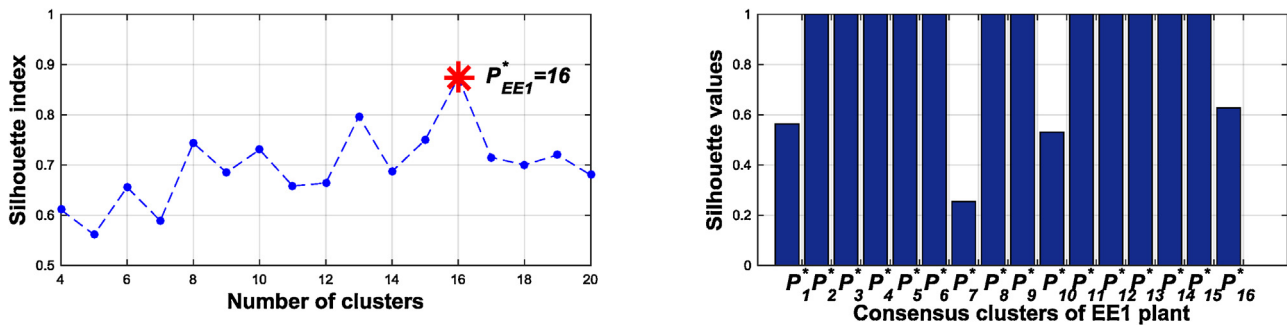 1
0.9
0.8
0.7
0.6
0.5
Silhouette index
P*EE1=16
4 6 8 10 12 14 16 18 20
Number of clusters
1
0.8
0.6
0.4
0.2
0
Silhouette values
P*1 P*2 P*3 P*4 P*5 P*6 P*7 P*8 P*9 P*10 P*11 P*12 P*13 P*14 P*15 P*16
Consensus clusters of EE1 plant